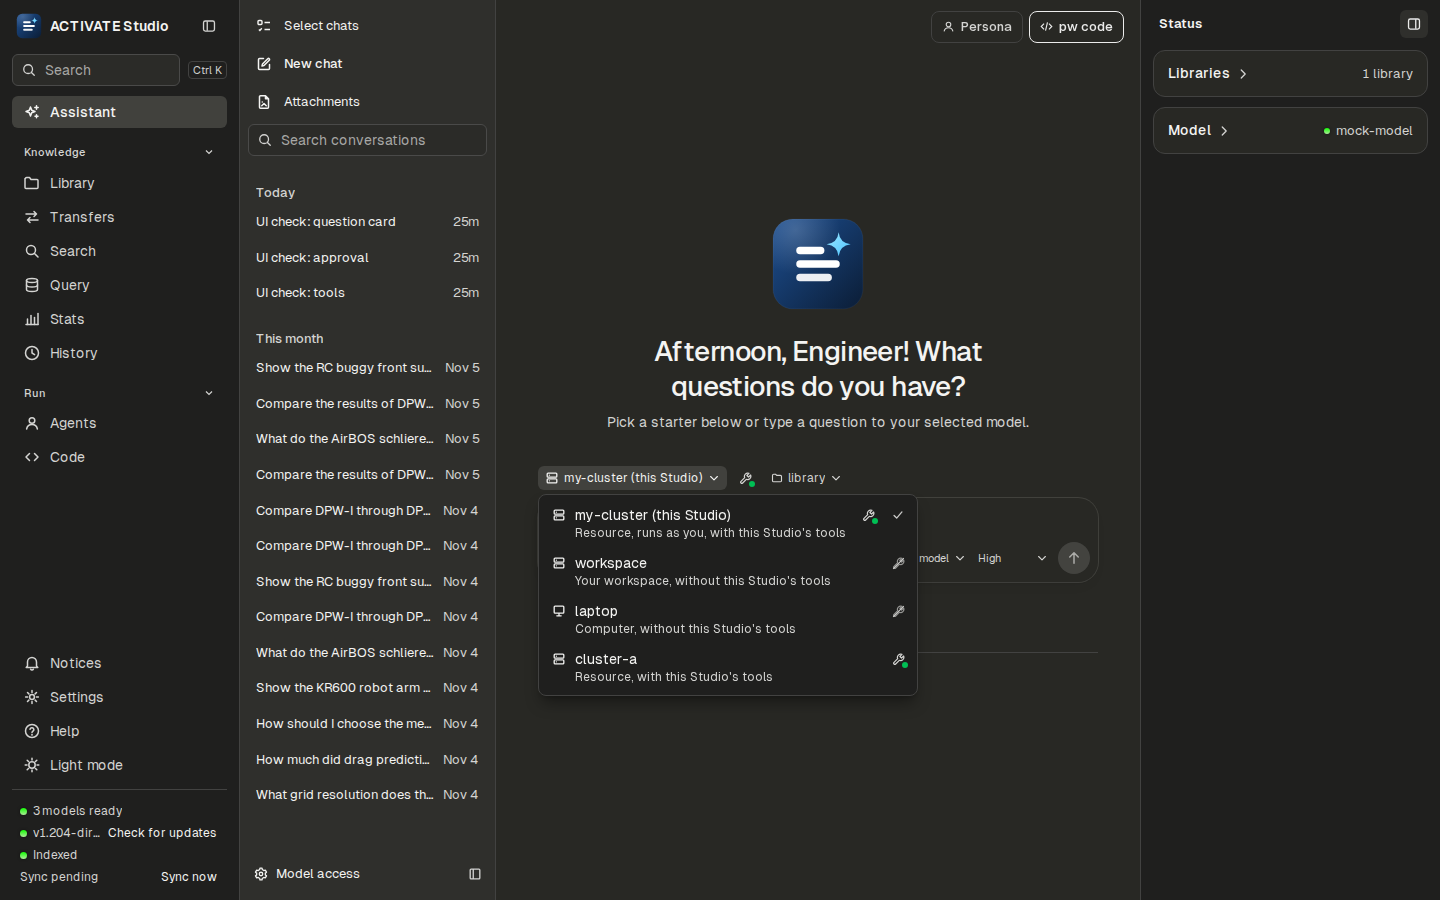 ACTIVATE Studio
Search
Ctrl K
Assistant
Knowledge
Library
Transfers
Search
Query
Stats
History
Run
Agents
Code
Notices
Settings
Help
Light mode
3 models ready
v1.204-dir... Check for updates
Indexed
Sync pending Sync now
Select chats
New chat
Attachments
Search conversations
Today
UI check: question card 25m
UI check: approval 25m
UI check: tools 25m
This month
Show the RC buggy front su... Nov 5
Compare the results of DPW... Nov 5
What do the AirBOS schliere... Nov 5
Compare the results of DPW... Nov 5
Compare DPW-I through DP... Nov 4
Compare DPW-I through DP... Nov 4
Show the RC buggy front su... Nov 4
Compare DPW-I through DP... Nov 4
What do the AirBOS schliere... Nov 4
Show the KR600 robot arm ... Nov 4
How should I choose the me... Nov 4
How much did drag predicti... Nov 4
What grid resolution does th... Nov 4
Model access
Persona
pw code
Afternoon, Engineer! What
questions do you have?
Pick a starter below or type a question to your selected model.
my-cluster (this Studio)
library
my-cluster (this Studio)
Resource, runs as you, with this Studio's tools
workspace
Your workspace, without this Studio's tools
laptop
Computer, without this Studio's tools
cluster-a
Resource, with this Studio's tools
model High
Status
Libraries 1 library
Model mock-model